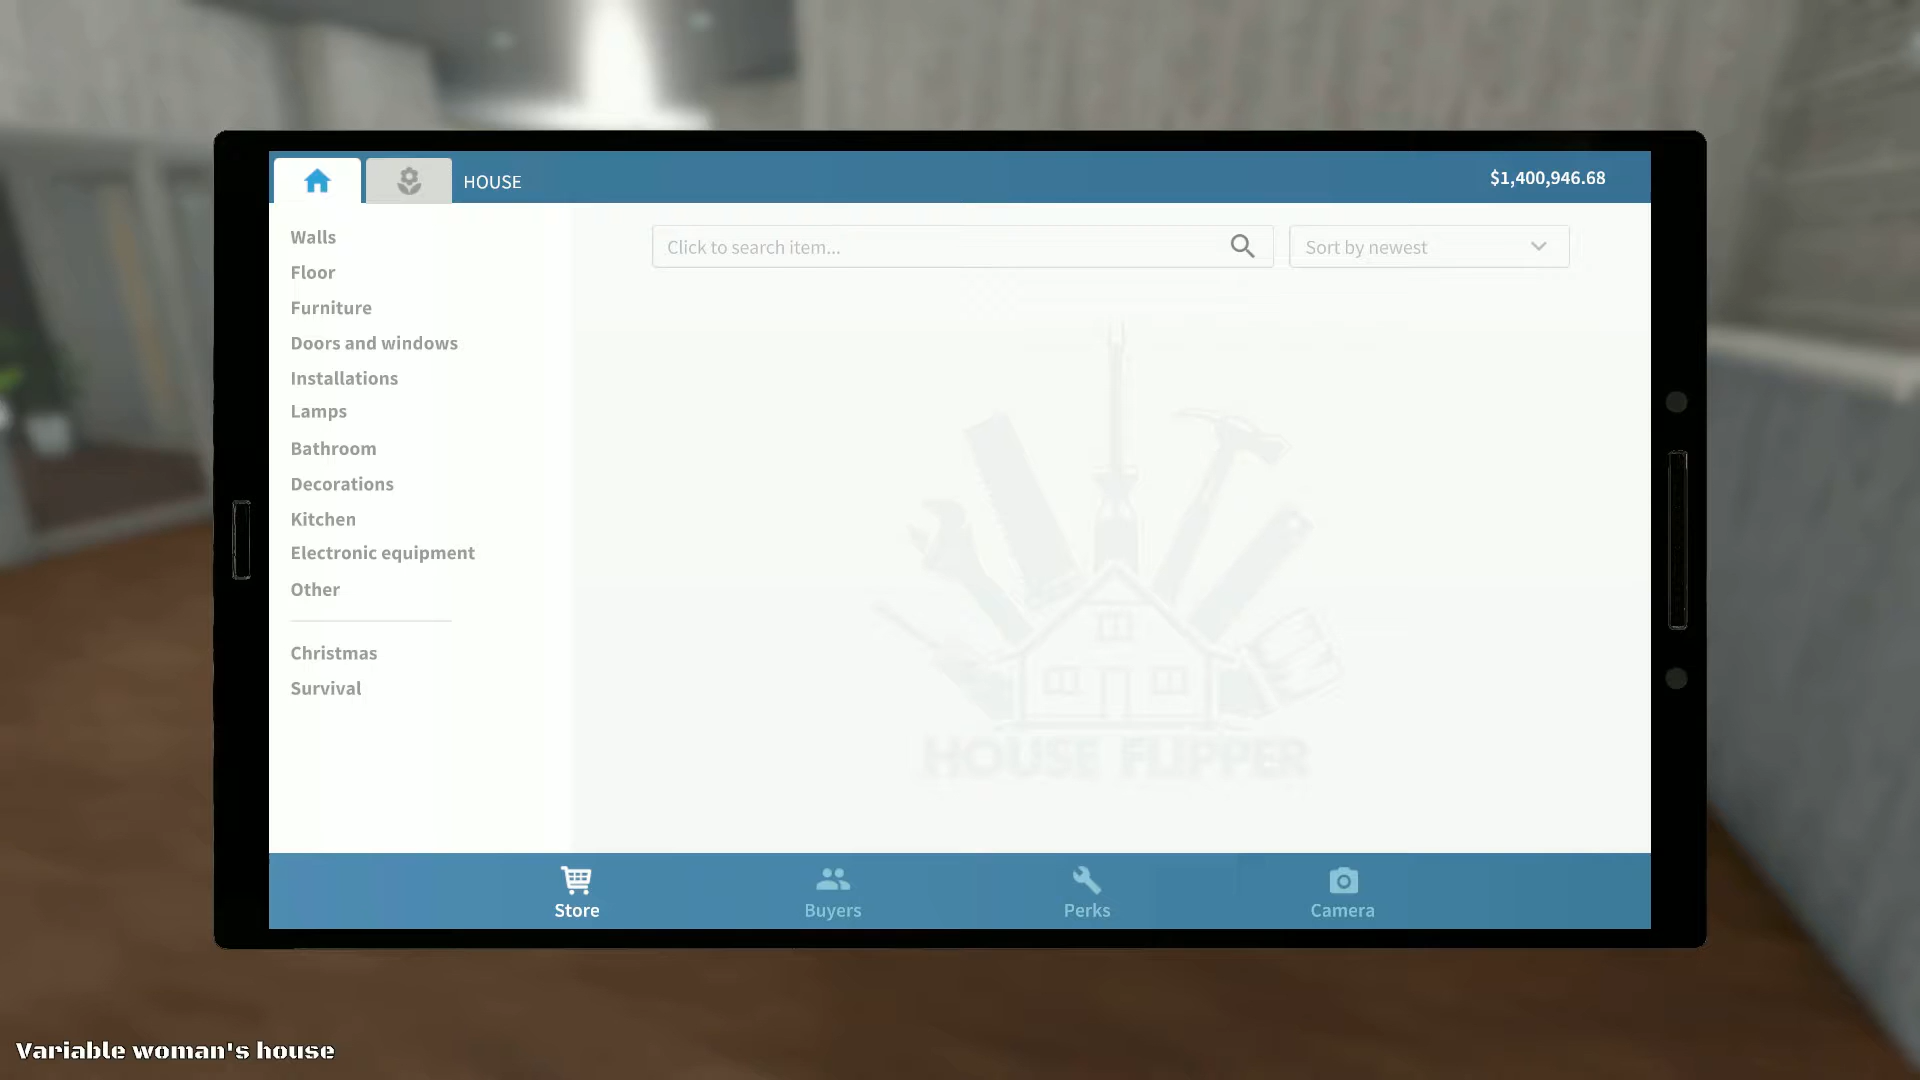 HOUSE
$1,400,946.68
Walls
Floor
Furniture
Doors and windows
Installations
Lamps
Bathroom
Decorations
Kitchen
Electronic equipment
Other
Christmas
Survival
Click to search item...
Sort by newest
HOUSE FLIPPER
Store
Buyers
Perks
Camera
Variable woman's house